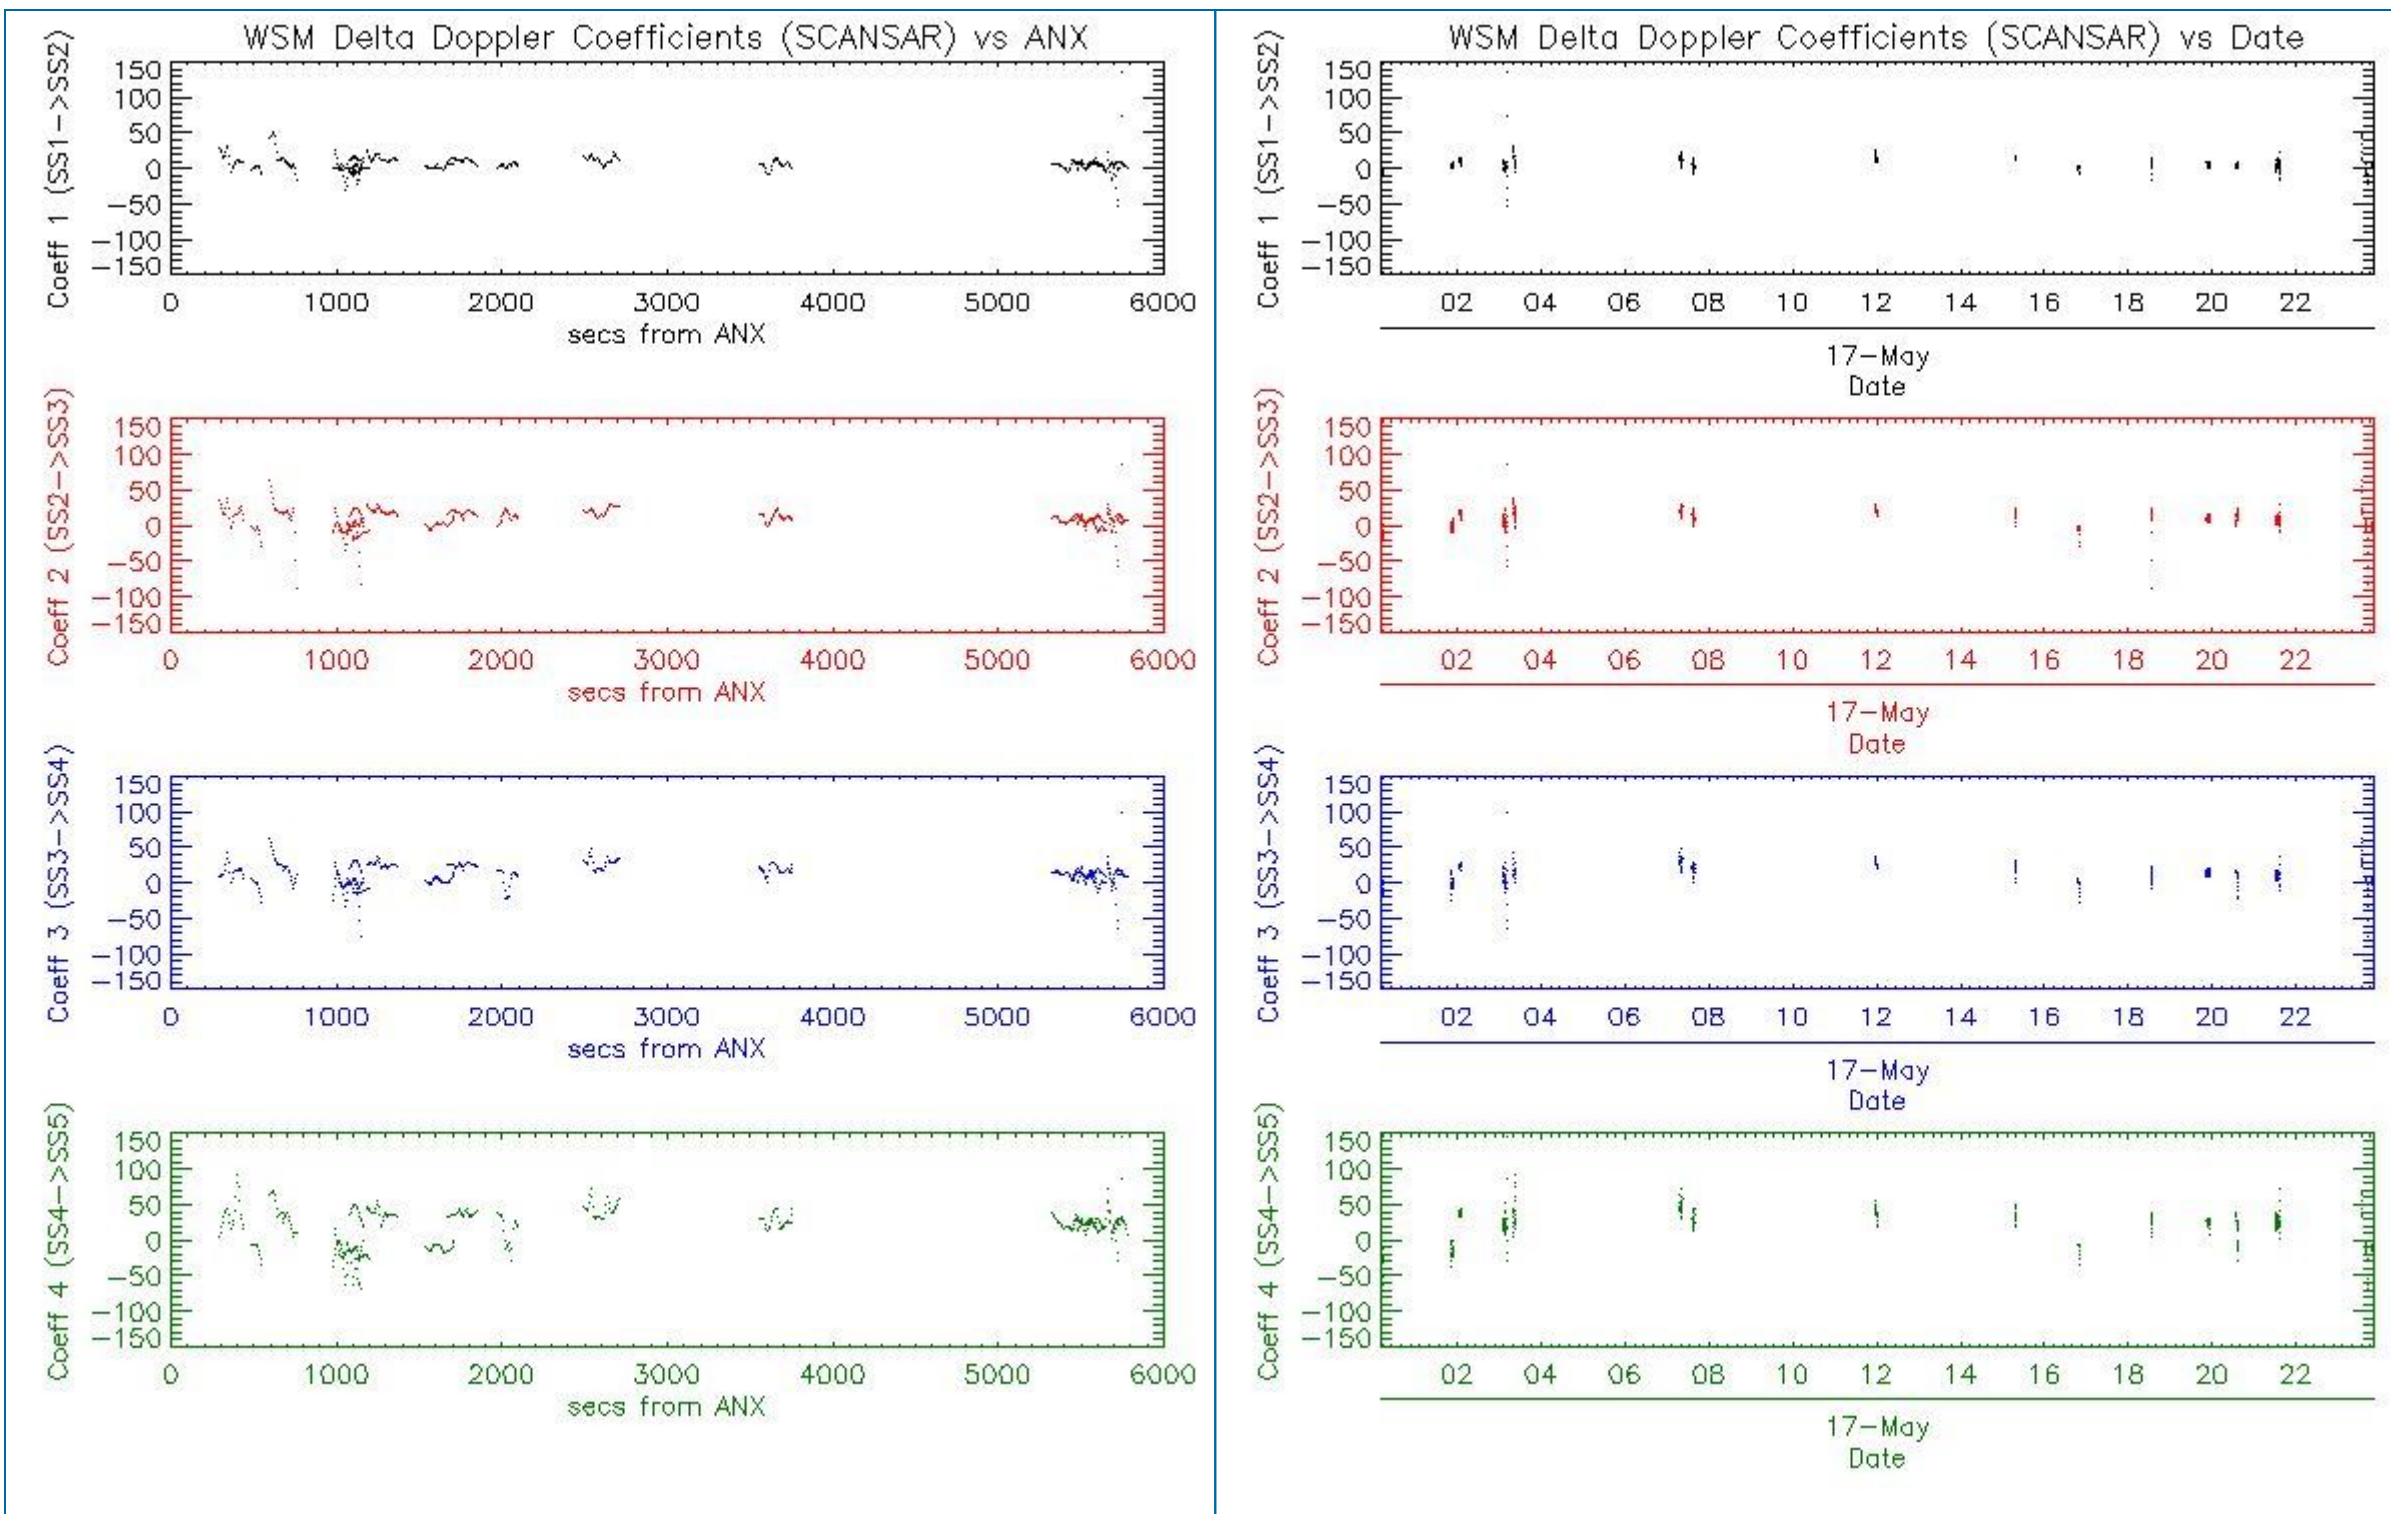 WSM Delta Doppler Coefficients (SCANSAR) vs ANX
Coeff 1 (SS1->SS2)
150
100
50
0
-50
-100
-150
0 1000 2000 3000 4000 5000 6000
secs from ANX
Coeff 2 (SS2->SS3)
150
100
50
0
-50
-100
-150
0 1000 2000 3000 4000 5000 6000
secs from ANX
Coeff 3 (SS3->SS4)
150
100
50
0
-50
-100
-150
0 1000 2000 3000 4000 5000 6000
secs from ANX
Coeff 4 (SS4->SS5)
150
100
50
0
-50
-100
-150
0 1000 2000 3000 4000 5000 6000
secs from ANX
WSM Delta Doppler Coefficients (SCANSAR) vs Date
Coeff 1 (SS1->SS2)
150
100
50
0
-50
-100
-150
02 04 06 08 10 12 14 16 18 20 22
17-May
Date
Coeff 2 (SS2->SS3)
150
100
50
0
-50
-100
-150
02 04 06 08 10 12 14 16 18 20 22
17-May
Date
Coeff 3 (SS3->SS4)
150
100
50
0
-50
-100
-150
02 04 06 08 10 12 14 16 18 20 22
17-May
Date
Coeff 4 (SS4->SS5)
150
100
50
0
-50
-100
-150
02 04 06 08 10 12 14 16 18 20 22
17-May
Date